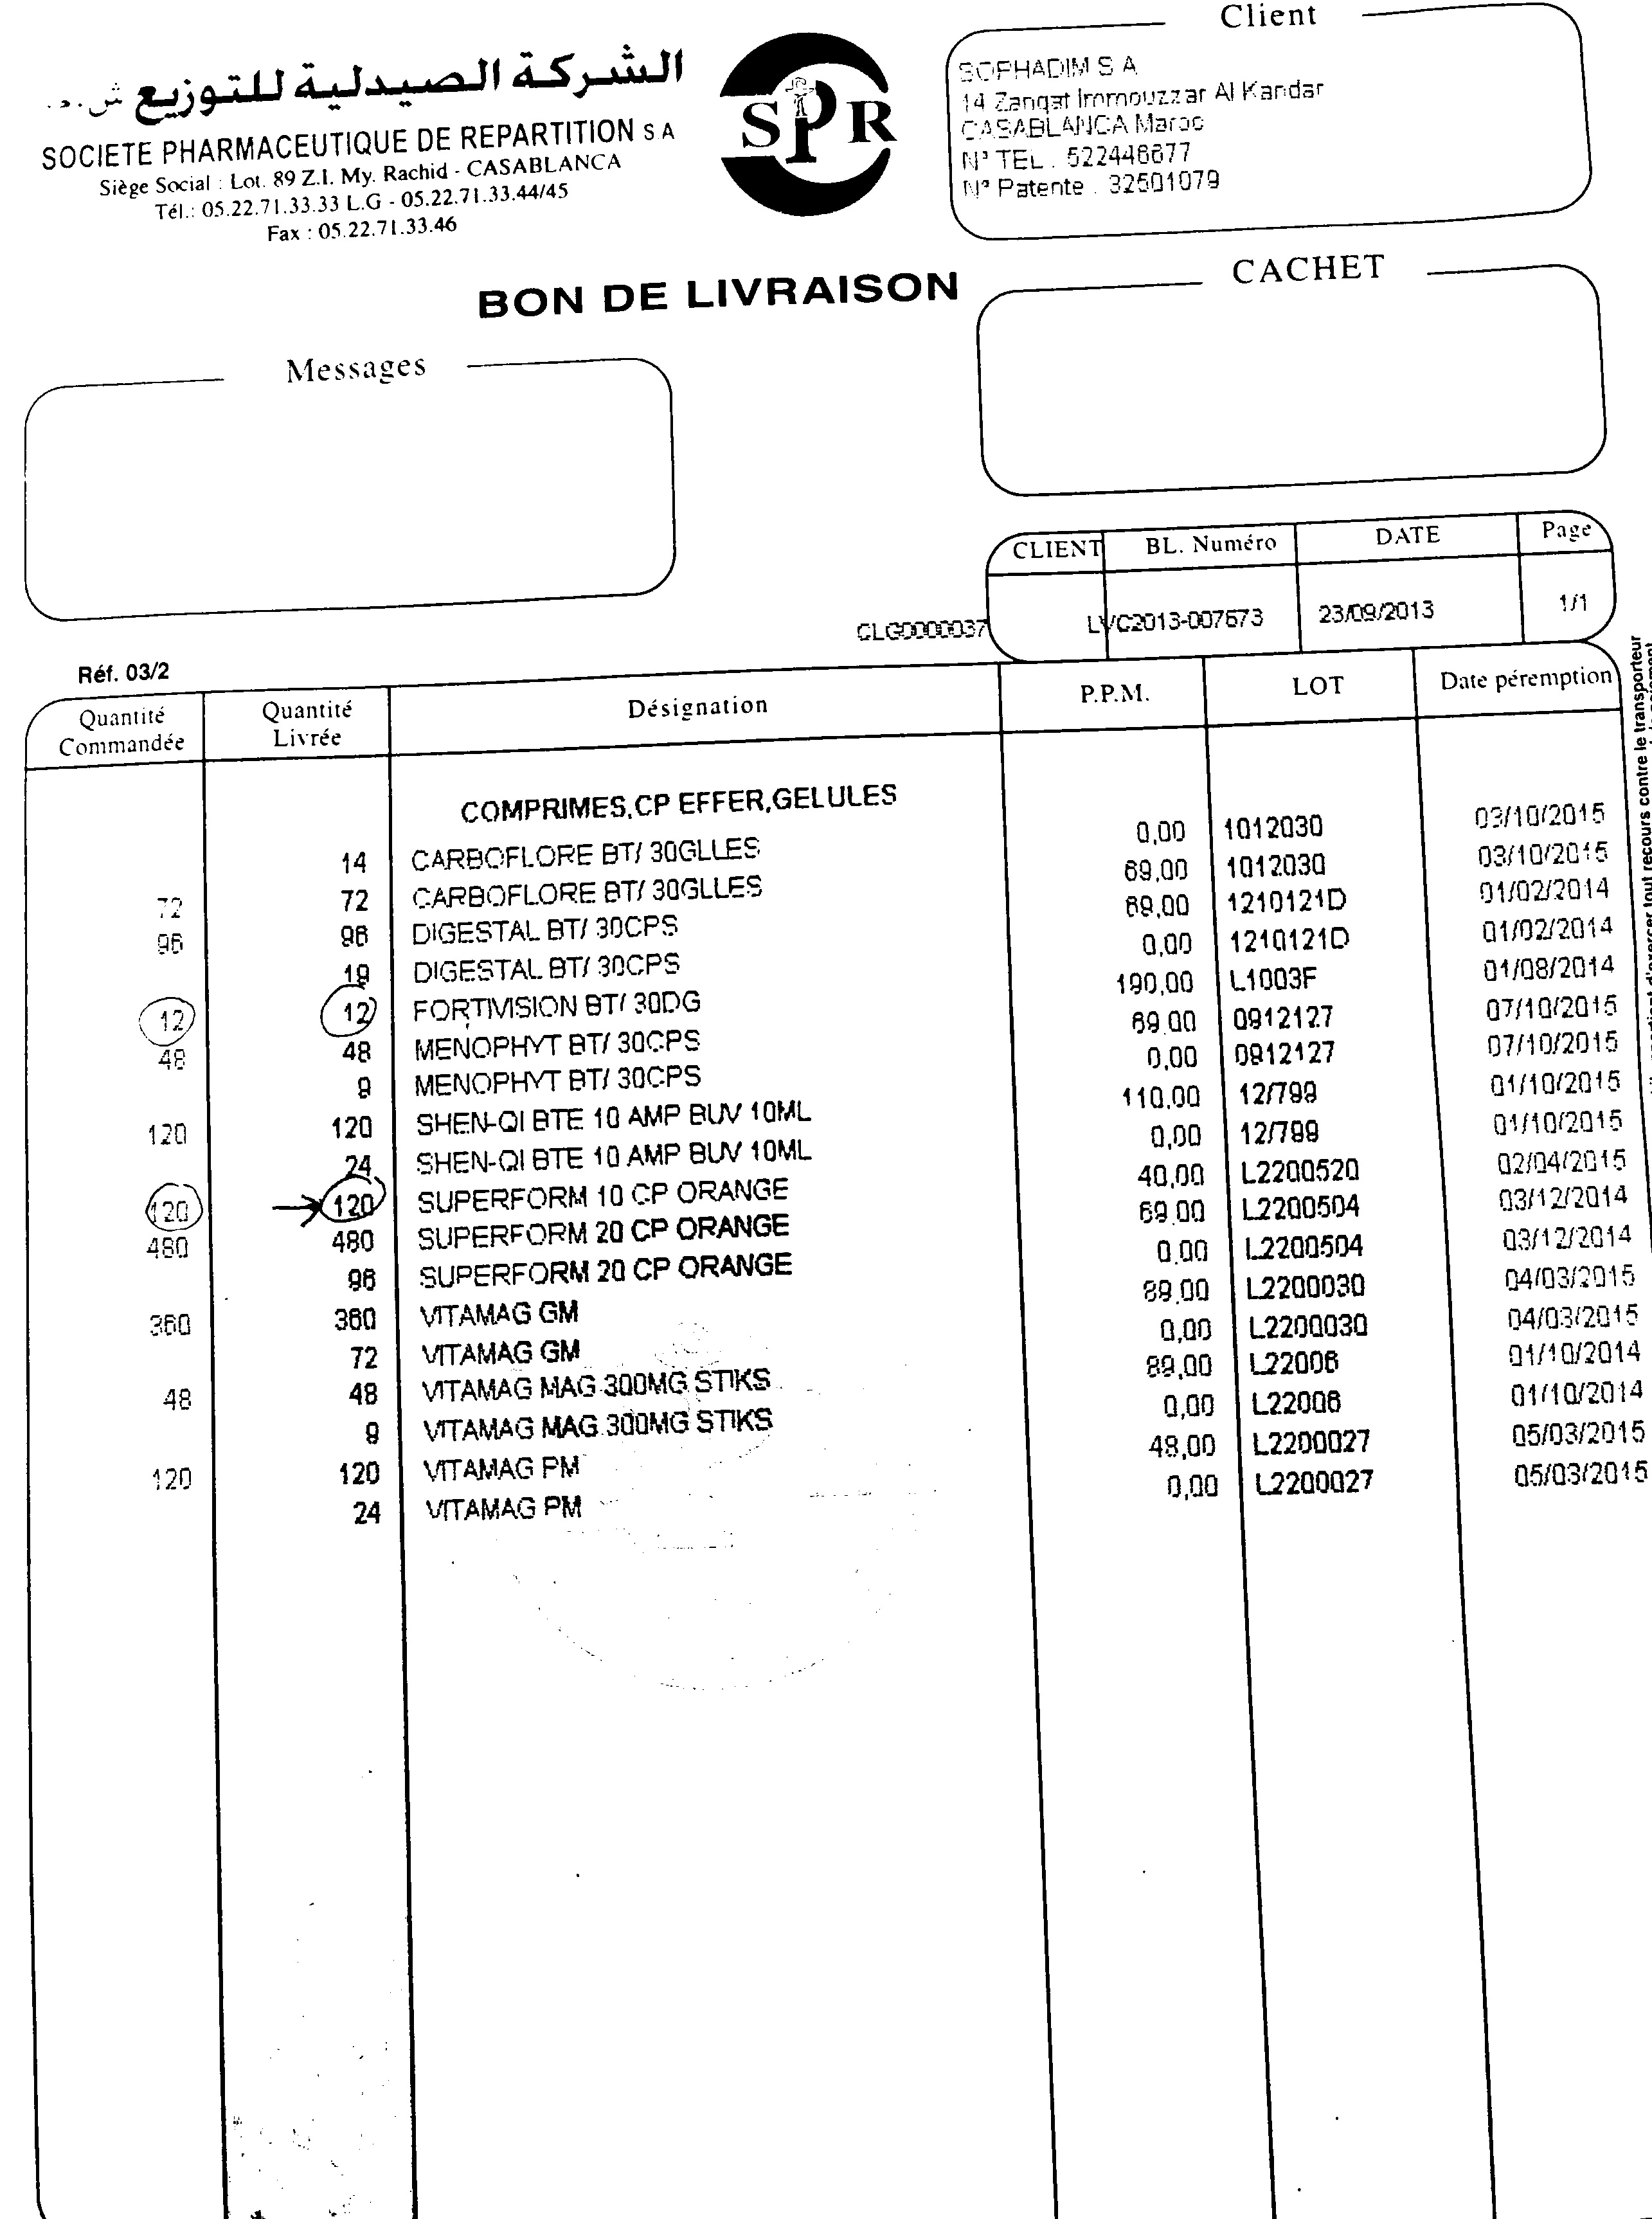 Client
الشركة الصيدلية للتوزيع ش.م.
SOCIETE PHARMACEUTIQUE DE REPARTITION S.A
Siège Social : Lot. 89 Z.I. My. Rachid - CASABLANCA
Tél.: 05.22.71.33.33 L.G - 05.22.71.33.44/45
Fax : 05.22.71.33.46
SPR
SOPHADIM S A
14 Zanqat Immouzzar Al Kandar
CASABLANCA Maroc
N° TEL . 522446677
N° Patente . 32501079
BON DE LIVRAISON
CACHET
Messages
CLIENT BL. Numéro DATE Page
CLG0000037 LVC2013-007673 23/09/2013 1/1
Réf. 03/2
Quantité Commandée Quantité Livrée Désignation P.P.M. LOT Date péremption
COMPRIMES,CP EFFER,GELULES
14 CARBOFLORE BT/ 30GLLES 0,00 1012030 03/10/2015
72 72 CARBOFLORE BT/ 30GLLES 69,00 1012030 03/10/2015
96 96 DIGESTAL BT/ 30CPS 69,00 1210121D 01/02/2014
19 DIGESTAL BT/ 30CPS 0,00 1210121D 01/02/2014
12 12 FORTIVISION BT/ 30DG 190,00 L1003F 01/08/2014
48 48 MENOPHYT BT/ 30CPS 69,00 0912127 07/10/2015
9 MENOPHYT BT/ 30CPS 0,00 0912127 07/10/2015
120 120 SHEN-QI BTE 10 AMP BUV 10ML 110,00 12/799 01/10/2015
24 SHEN-QI BTE 10 AMP BUV 10ML 0,00 12/799 01/10/2015
120 120 SUPERFORM 10 CP ORANGE 40,00 L2200520 02/04/2015
480 480 SUPERFORM 20 CP ORANGE 69,00 L2200504 03/12/2014
96 SUPERFORM 20 CP ORANGE 0,00 L2200504 03/12/2014
360 360 VITAMAG GM 89,00 L2200030 04/03/2015
72 VITAMAG GM 0,00 L2200030 04/03/2015
48 48 VITAMAG MAG 300MG STIKS 89,00 L22006 01/10/2014
9 VITAMAG MAG 300MG STIKS 0,00 L22006 01/10/2014
120 120 VITAMAG PM 48,00 L2200027 05/03/2015
24 VITAMAG PM 0,00 L2200027 05/03/2015
tout recours contre le transporteur